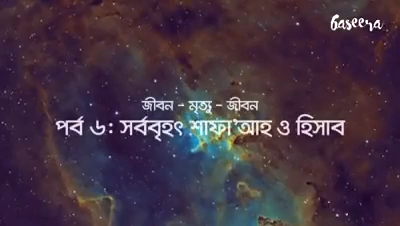 Baseera
জীবন - মৃত্যু - জীবন
পর্ব ৬: সর্ববৃহৎ শাফা'আহ ও হিসাব